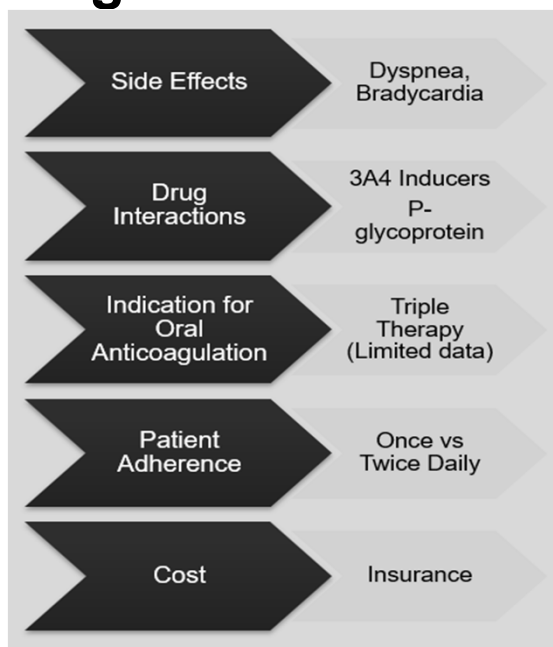 Side Effects
Dyspnea,
Bradycardia
Drug
Interactions
3A4 Inducers
P-
glycoprotein
Indication for
Oral
Anticoagulation
Triple
Therapy
(Limited data)
Patient
Adherence
Once vs
Twice Daily
Cost
Insurance